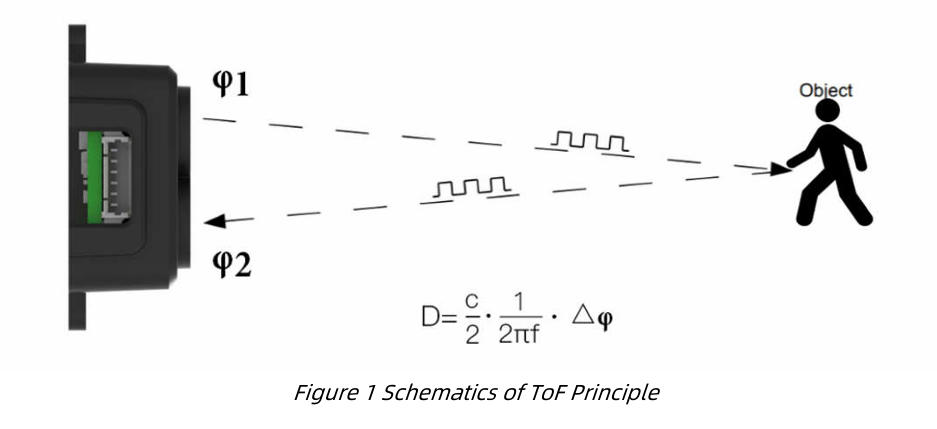 φ1
Object
φ2
D= c/2 · 1/2πf · △φ
Figure 1 Schematics of ToF Principle